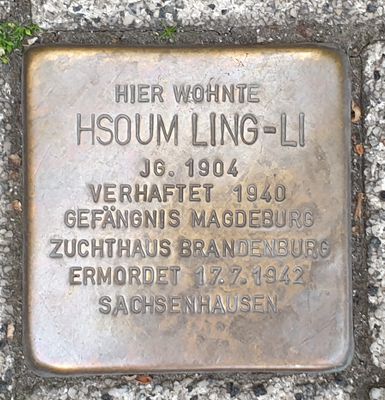 HIER WOHNTE
HSOUM LING-LI
JG. 1904
VERHAFTET 1940
GEFÄNGNIS MAGDEBURG
ZUCHTHAUS BRANDENBURG
ERMORDET 17.7.1942
SACHSENHAUSEN